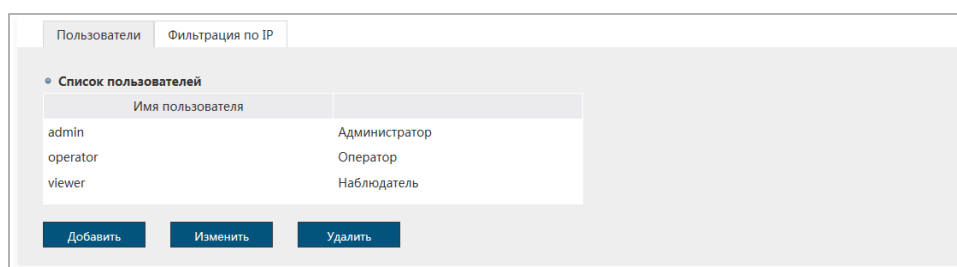 Пользователи Фильтрация по IP
Список пользователей
Имя пользователя
admin Администратор
operator Оператор
viewer Наблюдатель
Добавить Изменить Удалить